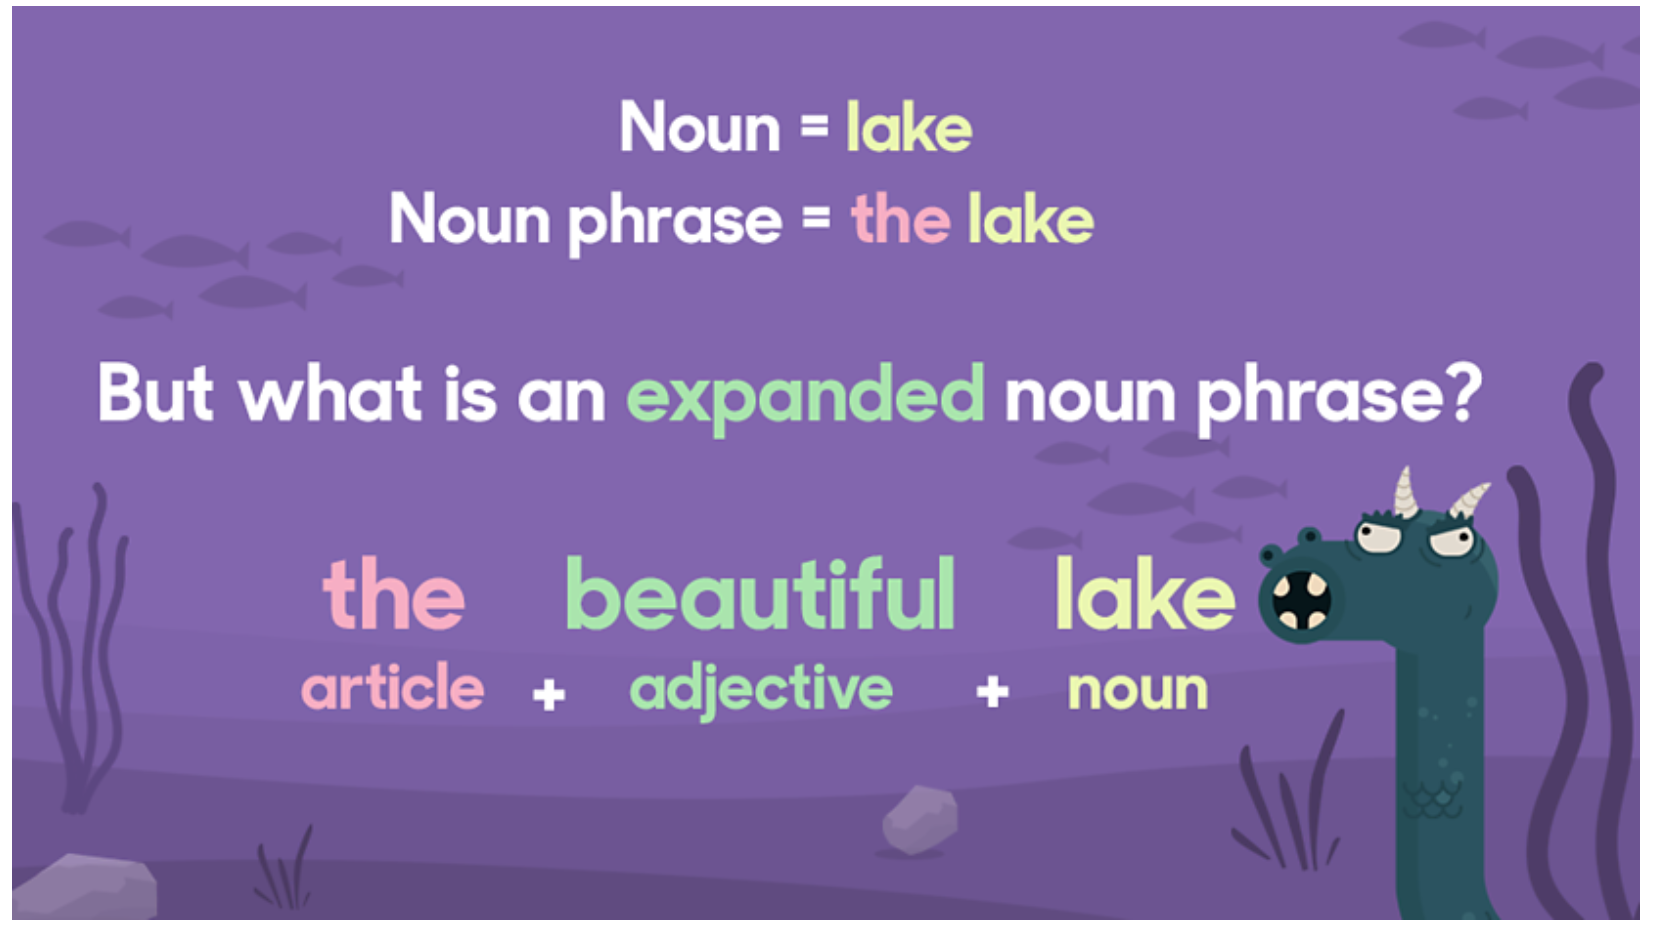 Noun = lake
Noun phrase = the lake
But what is an expanded noun phrase?
the beautiful lake
article + adjective + noun